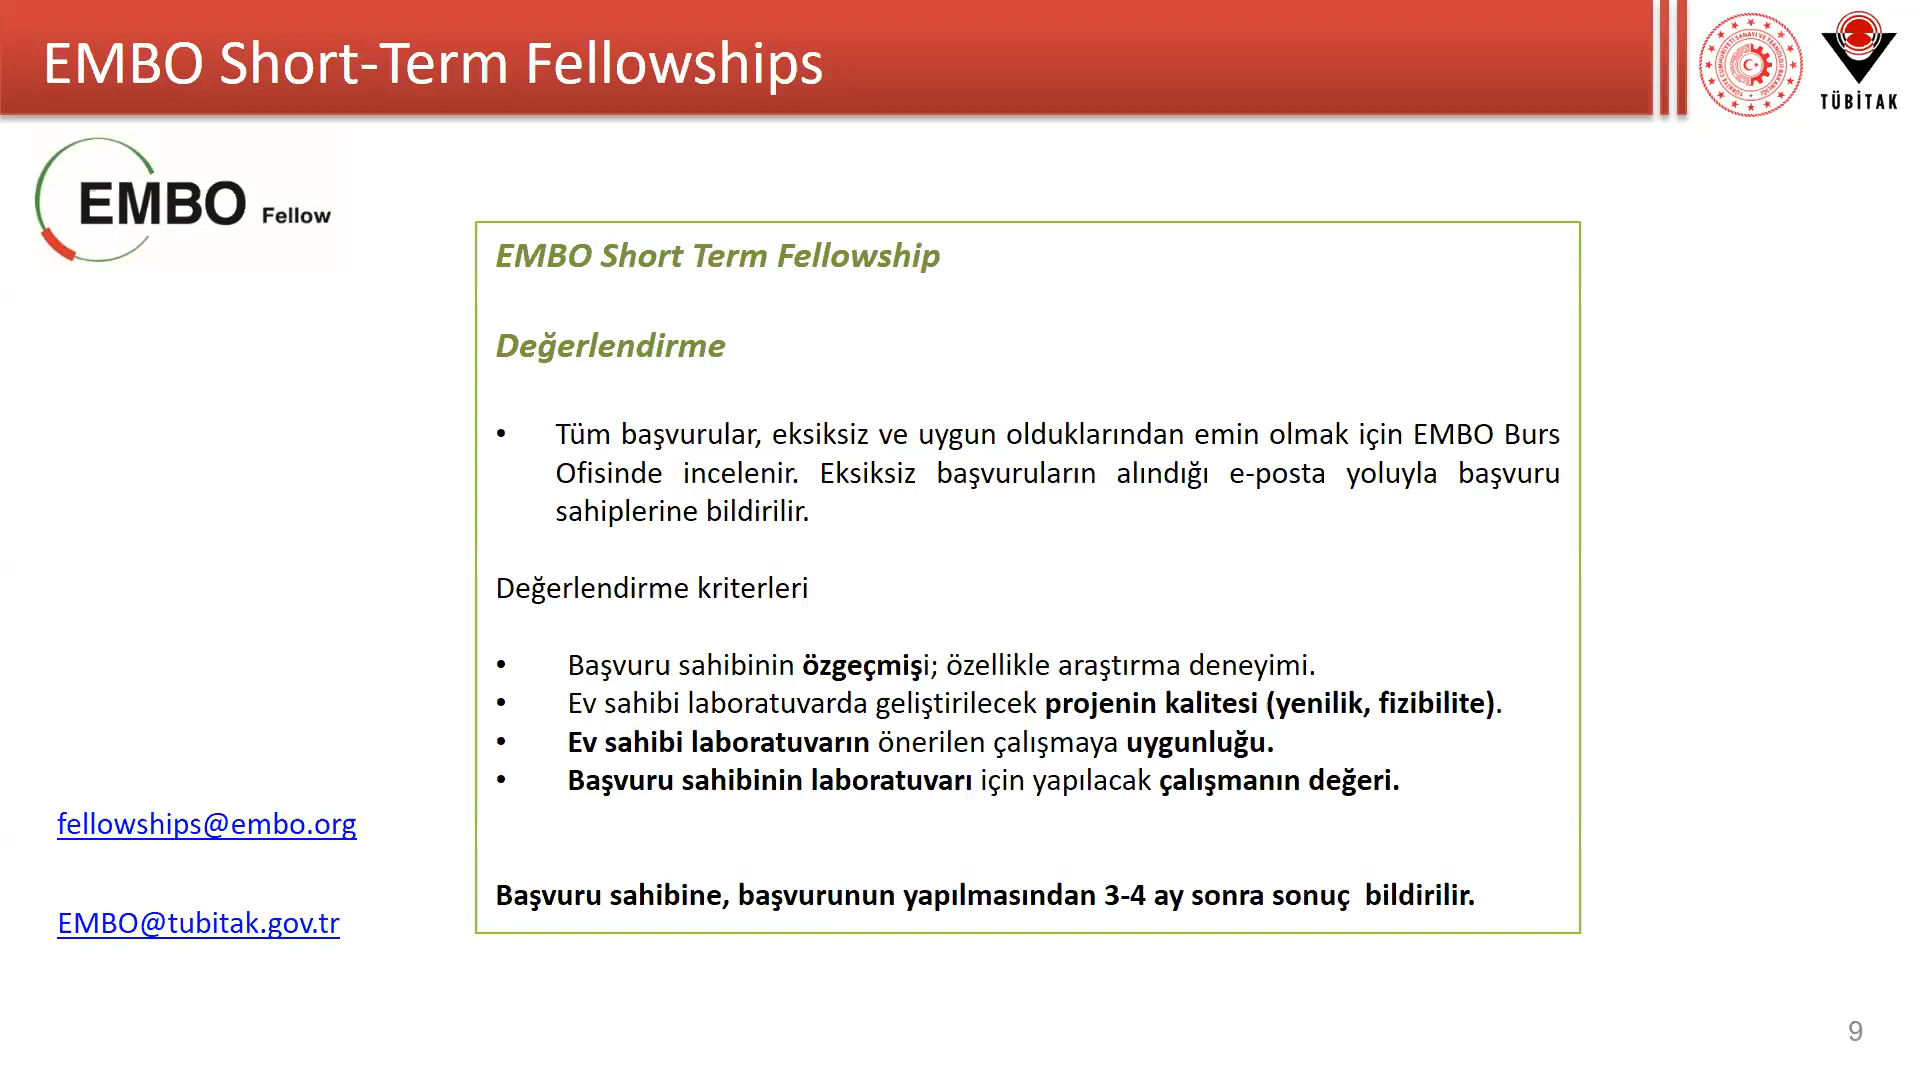 EMBO Short-Term Fellowships
TÜBİTAK
EMBO Fellow
EMBO Short Term Fellowship
Değerlendirme
• Tüm başvurular, eksiksiz ve uygun olduklarından emin olmak için EMBO Burs
Ofisinde incelenir. Eksiksiz başvuruların alındığı e-posta yoluyla başvuru
sahiplerine bildirilir.
Değerlendirme kriterleri
• Başvuru sahibinin özgeçmişi; özellikle araştırma deneyimi.
• Ev sahibi laboratuvarda geliştirilecek projenin kalitesi (yenilik, fizibilite).
• Ev sahibi laboratuvarın önerilen çalışmaya uygunluğu.
• Başvuru sahibinin laboratuvarı için yapılacak çalışmanın değeri.
Başvuru sahibine, başvurunun yapılmasından 3-4 ay sonra sonuç  bildirilir.
fellowships@embo.org
EMBO@tubitak.gov.tr
9